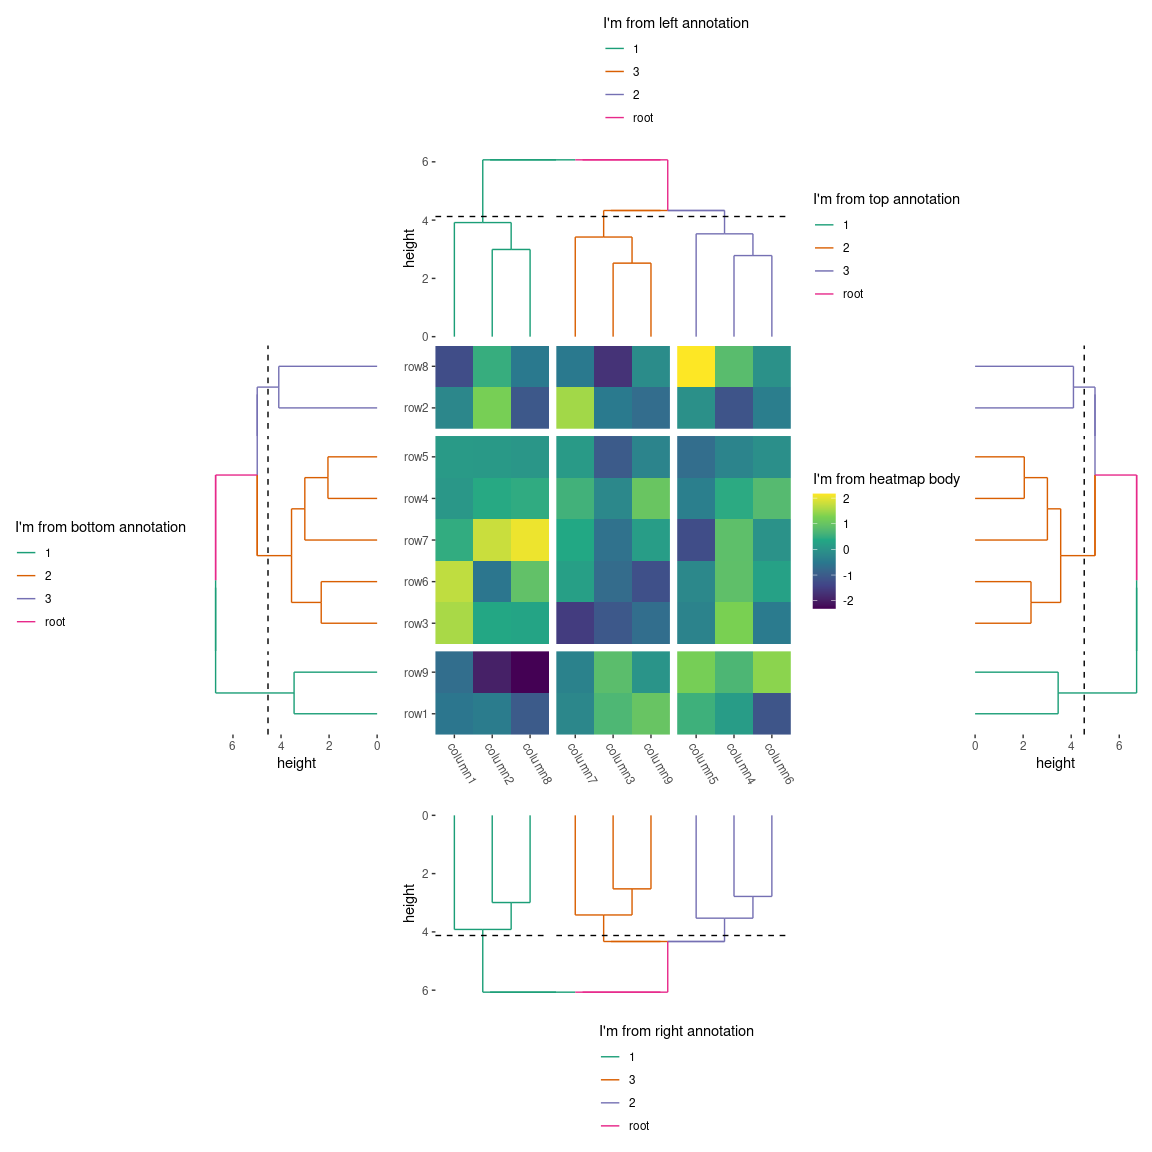 I'm from left annotation
1
3
2
root
6
4
2
0
height
I'm from top annotation
1
2
3
root
row8
row2
row5
row4
row7
row6
row3
row9
row1
I'm from heatmap body
2
1
0
-1
-2
I'm from bottom annotation
1
2
3
root
6 4 2 0
height
column1 column2 column8 column7 column3 column9 column5 column4 column6
0 2 4 6
height
0
2
4
6
height
I'm from right annotation
1
3
2
root